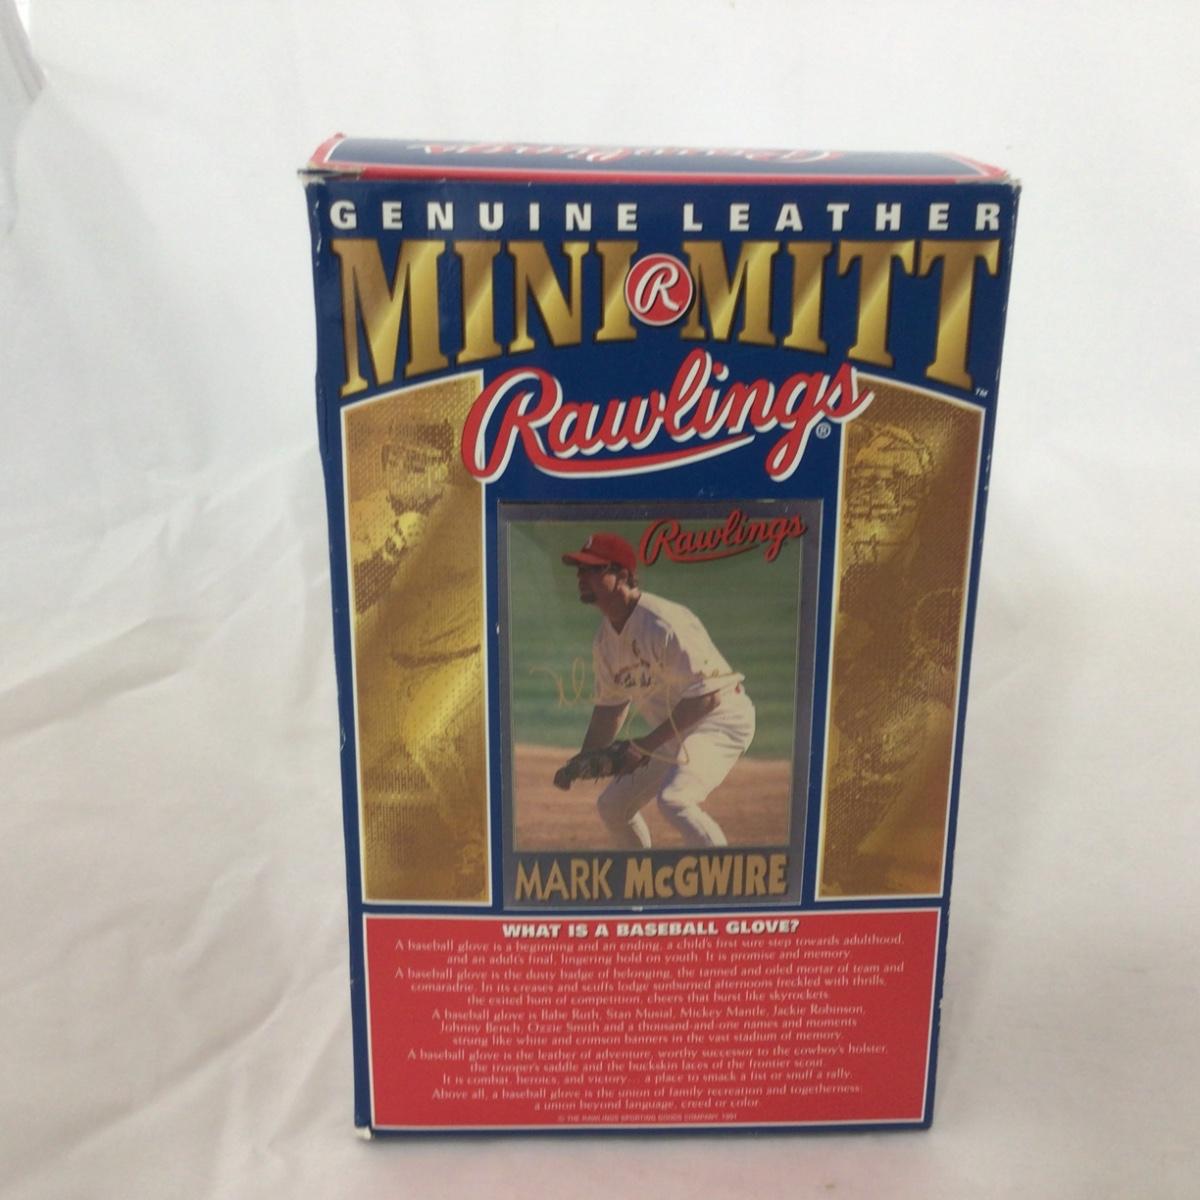 Rawlings
GENUINE LEATHER
MINI R MITT
TM
Rawlings®
Rawlings
MARK McGWIRE
WHAT IS A BASEBALL GLOVE?
A baseball glove is a beginning and an ending, a child's first sure step towards adulthood,
and an adult's final, lingering hold on youth. It is promise and memory.
A baseball glove is the dusty badge of belonging, the tanned and oiled mortar of team and
comaradrie. In its creases and scuffs lodge sunburned afternoons freckled with thrills,
the exited hum of competition, cheers that burst like skyrockets.
A baseball glove is Babe Ruth, Stan Musial, Mickey Mantle, Jackie Robinson,
Johnny Bench, Ozzie Smith and a thousand-and-one names and moments
strung like white and crimson banners in the vast stadium of memory.
A baseball glove is the leather of adventure, worthy successor to the cowboy's holster,
the trooper's saddle and the buckskin laces of the frontier scout.
It is combat, heroics, and victory... a place to smack a fist or snuff a rally.
Above all, a baseball glove is the union of family recreation and togetherness:
a union beyond language, creed or color.
© THE RAWLINGS SPORTING GOODS COMPANY, 1991